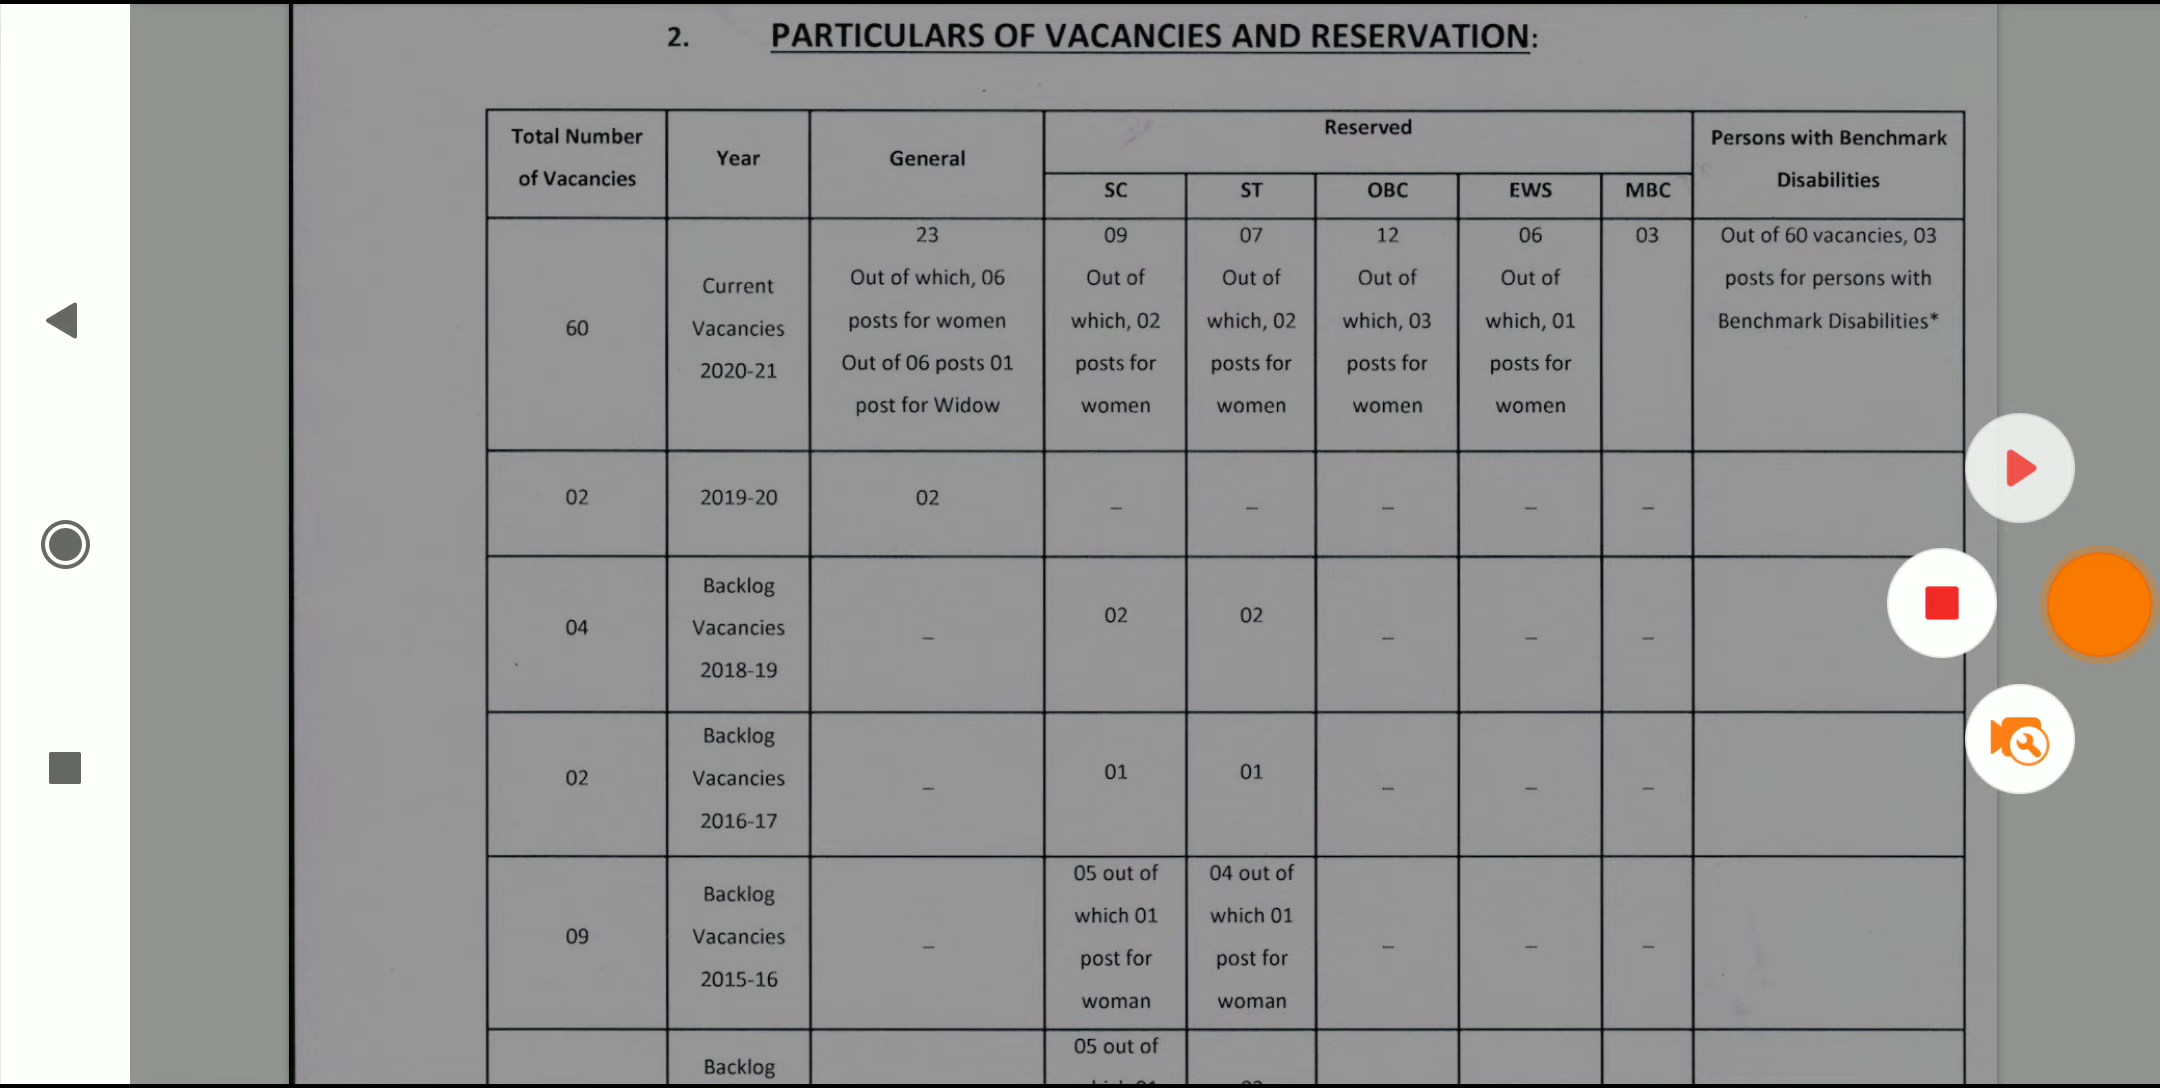 2. PARTICULARS OF VACANCIES AND RESERVATION:
Total Number
of Vacancies
Year
General
Reserved
SC
ST
OBC
EWS
MBC
Persons with Benchmark
Disabilities
60
Current
Vacancies
2020-21
23
Out of which, 06
posts for women
Out of 06 posts 01
post for Widow
09
Out of
which, 02
posts for
women
07
Out of
which, 02
posts for
women
12
Out of
which, 03
posts for
women
06
Out of
which, 01
posts for
women
03
Out of 60 vacancies, 03
posts for persons with
Benchmark Disabilities*
02
2019-20
02
–
–
–
–
–
04
Backlog
Vacancies
2018-19
–
02
02
–
–
–
02
Backlog
Vacancies
2016-17
–
01
01
–
–
–
09
Backlog
Vacancies
2015-16
–
05 out of
which 01
post for
woman
04 out of
which 01
post for
woman
–
–
–
Backlog
05 out of